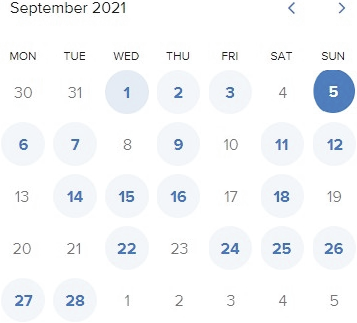 September 2021
MON TUE WED THU FRI SAT SUN
30 31 1 2 3 4 5
6 7 8 9 10 11 12
13 14 15 16 17 18 19
20 21 22 23 24 25 26
27 28 1 2 3 4 5